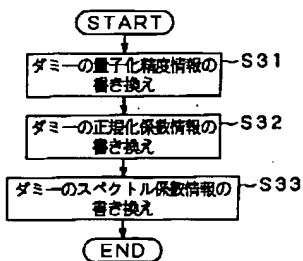 START
ダミーの量子化精度情報の
書き換え
S31
ダミーの正規化係数情報の
書き換え
S32
ダミーのスペクトル係数情報の
書き換え
S33
END